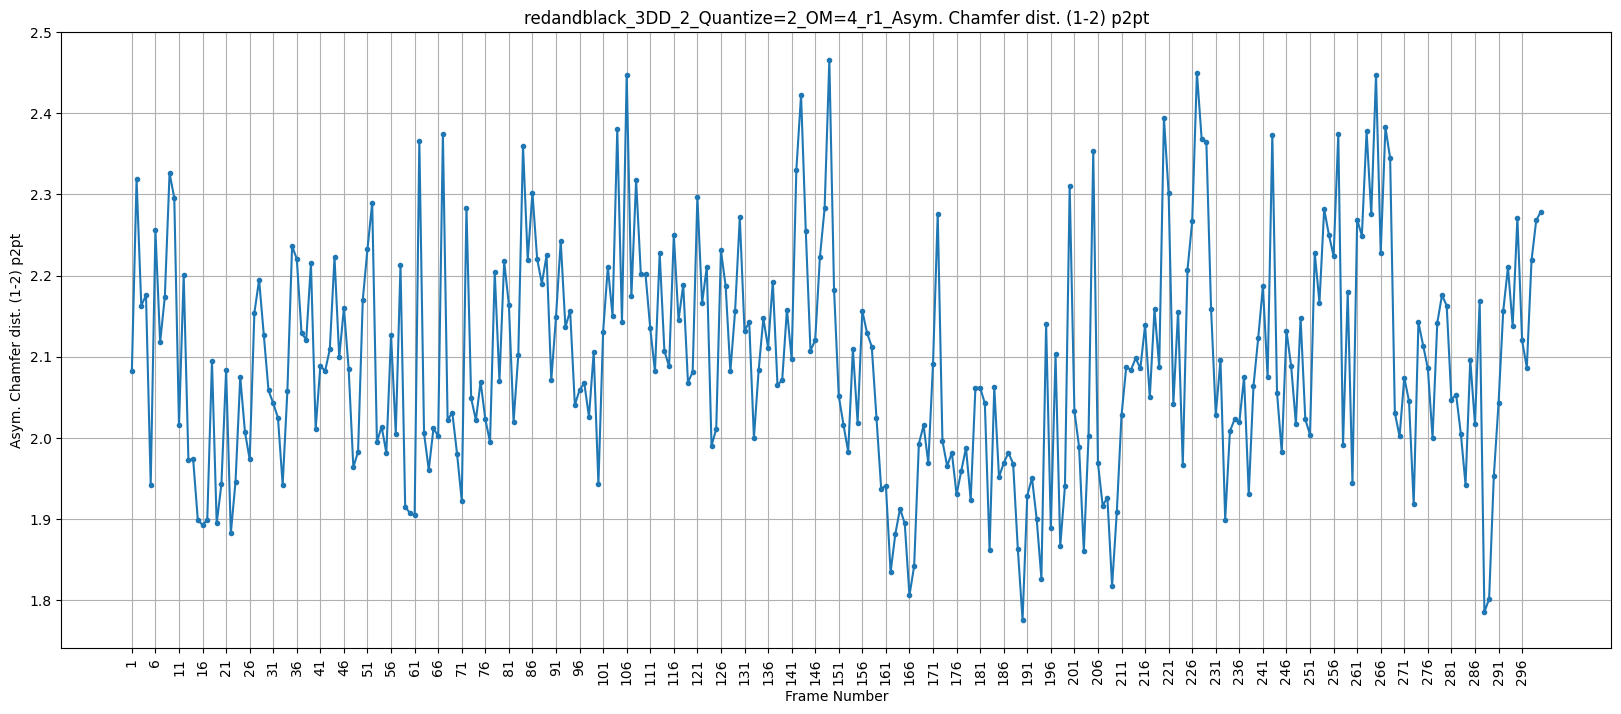 redandblack_3DD_2_Quantize=2_OM=4_r1_Asym. Chamfer dist. (1-2) p2pt
Asym. Chamfer dist. (1-2) p2pt
2.5
2.4
2.3
2.2
2.1
2.0
1.9
1.8
1 6 11 16 21 26 31 36 41 46 51 56 61 66 71 76 81 86 91 96 101 106 111 116 121 126 131 136 141 146 151 156 161 166 171 176 181 186 191 196 201 206 211 216 221 226 231 236 241 246 251 256 261 266 271 276 281 286 291 296
Frame Number